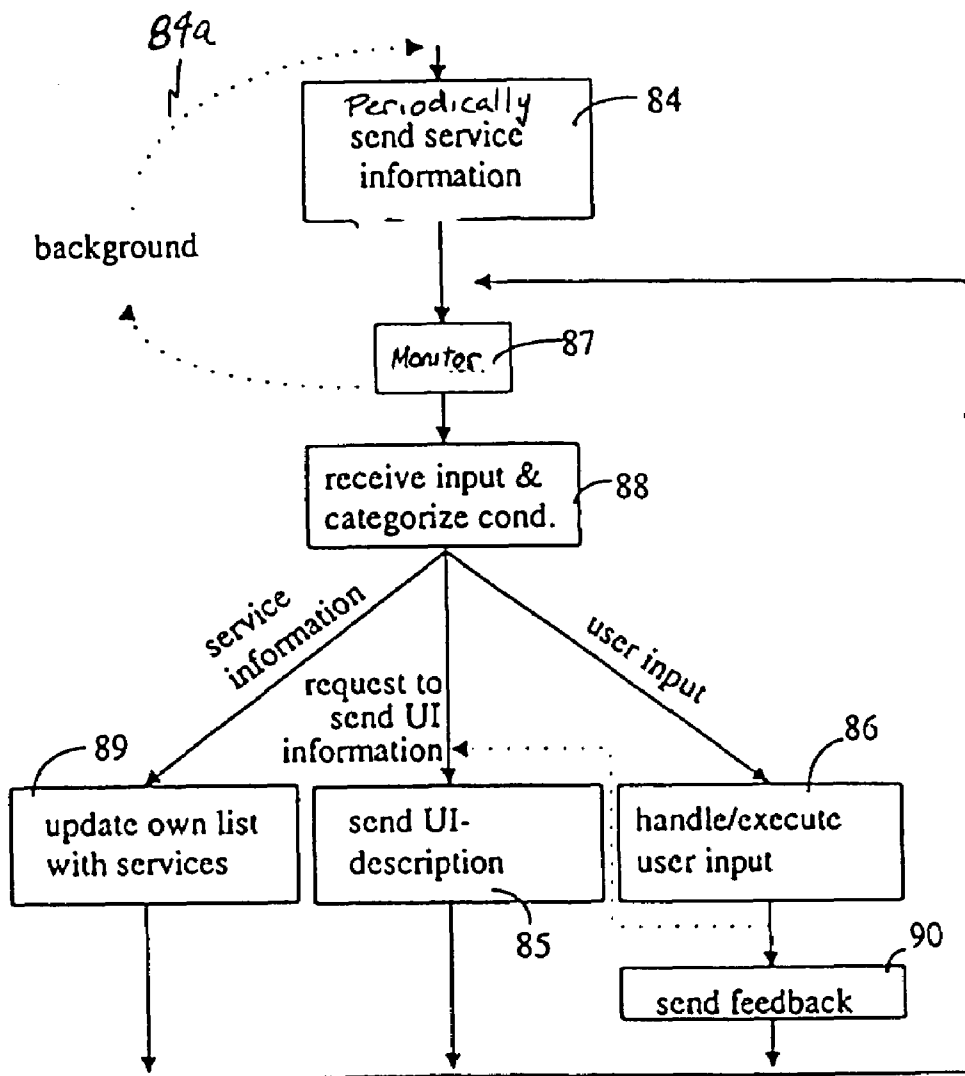 84a
Periodically
send service
information
84
background
Monitor
87
receive input &
categorize cond.
88
service
information
request to
send UI
information
user input
89
86
update own list
with services
send UI-
description
handle/execute
user input
85
90
send feedback